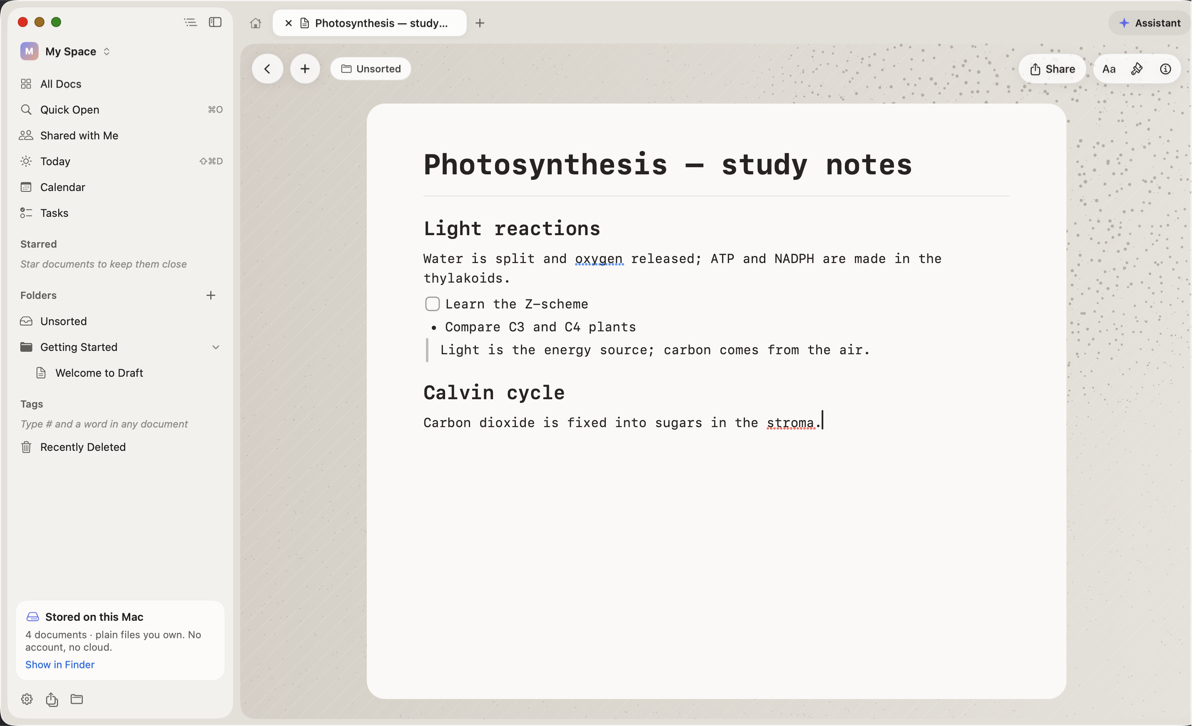 Photosynthesis — study...
Assistant
M My Space
All Docs
Quick Open ⌘O
Shared with Me
Today ⇧⌘D
Calendar
Tasks
Starred
Star documents to keep them close
Folders
Unsorted
Getting Started
Welcome to Draft
Tags
Type # and a word in any document
Recently Deleted
Stored on this Mac
4 documents · plain files you own. No
account, no cloud.
Show in Finder
Unsorted
Share
Aa
Photosynthesis — study notes
Light reactions
Water is split and oxygen released; ATP and NADPH are made in the
thylakoids.
Learn the Z–scheme
• Compare C3 and C4 plants
Light is the energy source; carbon comes from the air.
Calvin cycle
Carbon dioxide is fixed into sugars in the stroma.